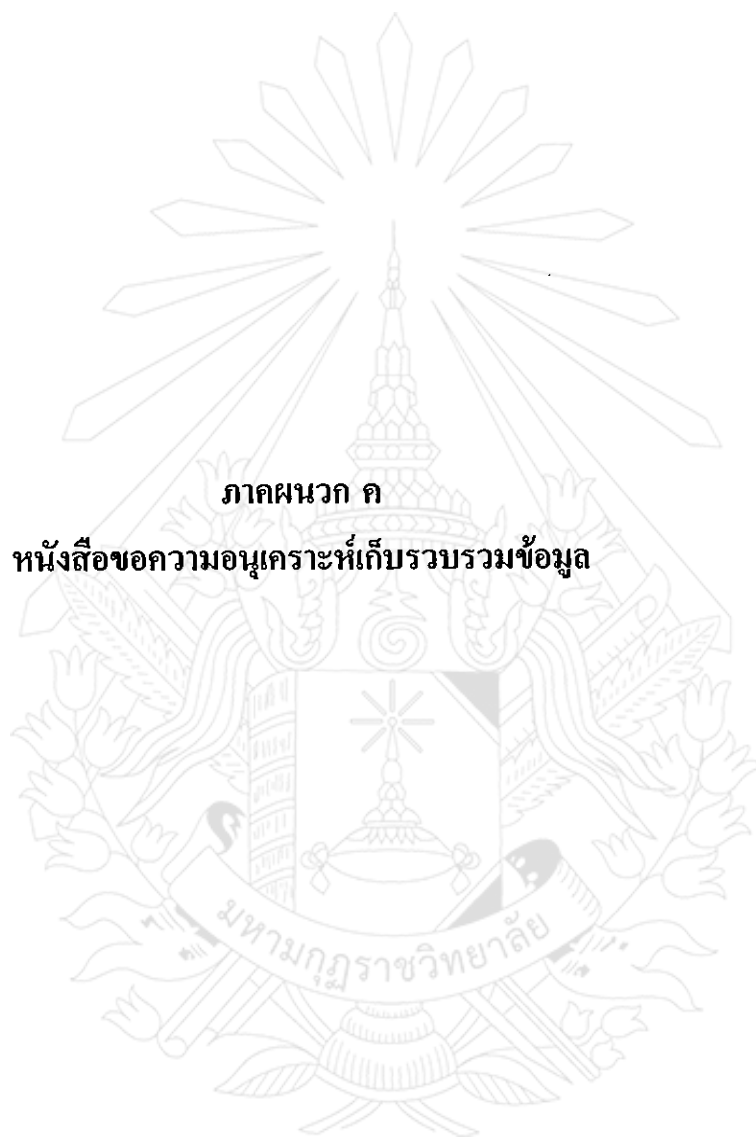 ภาคผนวก ค
หนังสือขอความอนุเคราะห์เก็บรวบรวมข้อมูล
มหามกุฏราชวิทยาลัย